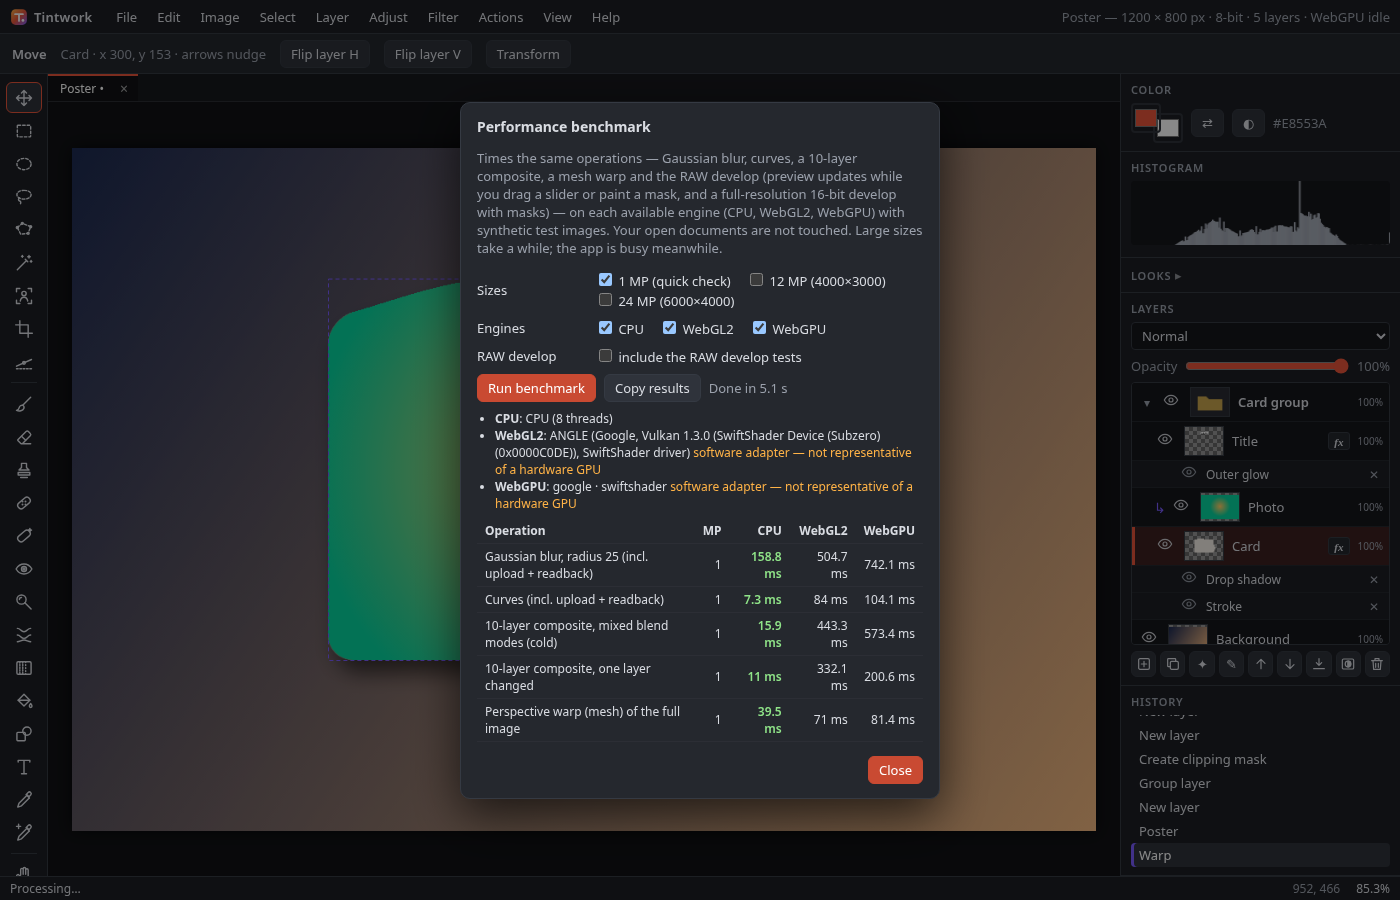 Tintwork File Edit Image Select Layer Adjust Filter Actions View Help Poster — 1200 × 800 px · 8-bit · 5 layers · WebGPU idle
Move Card · x 300, y 153 · arrows nudge Flip layer H Flip layer V Transform
Poster • ×
Performance benchmark
Times the same operations — Gaussian blur, curves, a 10-layer
composite, a mesh warp and the RAW develop (preview updates while
you drag a slider or paint a mask, and a full-resolution 16-bit develop
with masks) — on each available engine (CPU, WebGL2, WebGPU) with
synthetic test images. Your open documents are not touched. Large sizes
take a while; the app is busy meanwhile.
Sizes 1 MP (quick check) 12 MP (4000×3000)
24 MP (6000×4000)
Engines CPU WebGL2 WebGPU
RAW develop include the RAW develop tests
Run benchmark Copy results Done in 5.1 s
• CPU: CPU (8 threads)
• WebGL2: ANGLE (Google, Vulkan 1.3.0 (SwiftShader Device (Subzero)
(0x0000C0DE)), SwiftShader driver) software adapter — not representative
of a hardware GPU
• WebGPU: google · swiftshader software adapter — not representative of a
hardware GPU
Operation MP CPU WebGL2 WebGPU
Gaussian blur, radius 25 (incl. upload + readback) 1 158.8 ms 504.7 ms 742.1 ms
Curves (incl. upload + readback) 1 7.3 ms 84 ms 104.1 ms
10-layer composite, mixed blend modes (cold) 1 15.9 ms 443.3 ms 573.4 ms
10-layer composite, one layer changed 1 11 ms 332.1 ms 200.6 ms
Perspective warp (mesh) of the full image 1 39.5 ms 71 ms 81.4 ms
Close
COLOR
#E8553A
HISTOGRAM
LOOKS ▸
LAYERS
Normal
Opacity 100%
Card group 100%
Title fx 100%
Outer glow ×
Photo 100%
Card fx 100%
Drop shadow ×
Stroke ×
Background 100%
HISTORY
New layer
New layer
Create clipping mask
Group layer
New layer
Poster
Warp
Processing... 952, 466 85.3%